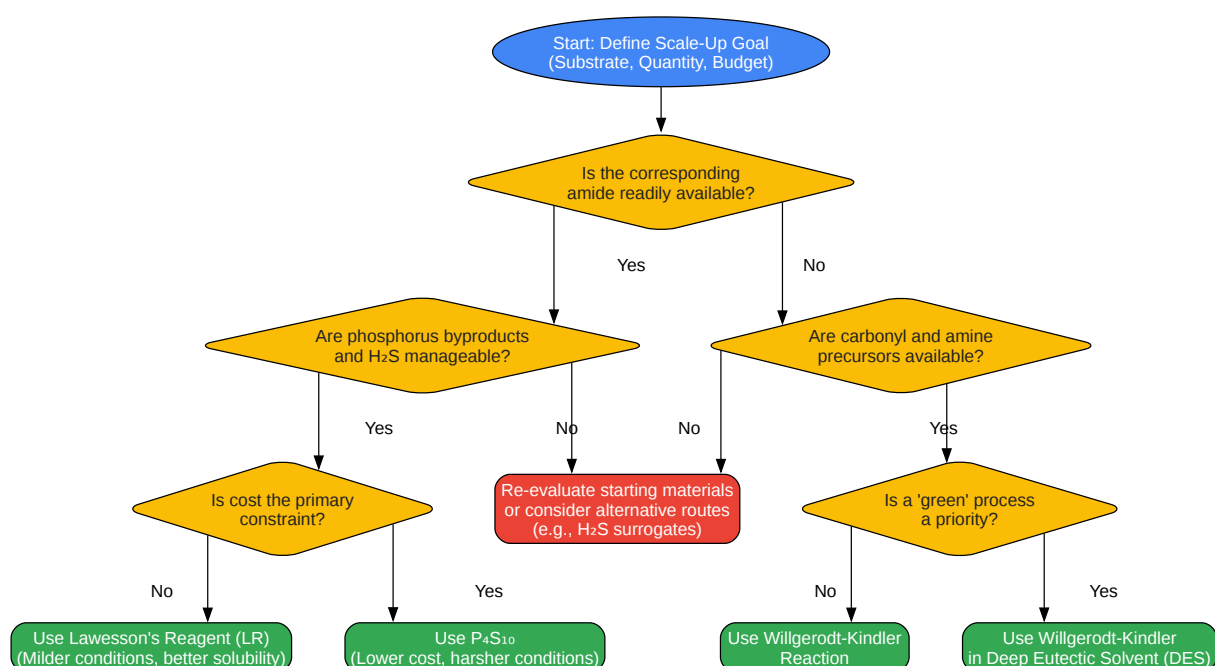 Start: Define Scale-Up Goal
(Substrate, Quantity, Budget)
Is the corresponding
amide readily available?
Yes
No
Are phosphorus byproducts
and H₂S manageable?
Are carbonyl and amine
precursors available?
Yes
No
No
Yes
Is cost the primary
constraint?
Re-evaluate starting materials
or consider alternative routes
(e.g., H₂S surrogates)
Is a 'green' process
a priority?
No
Yes
No
Yes
Use Lawesson's Reagent (LR)
(Milder conditions, better solubility)
Use P₄S₁₀
(Lower cost, harsher conditions)
Use Willgerodt-Kindler
Reaction
Use Willgerodt-Kindler
in Deep Eutectic Solvent (DES)